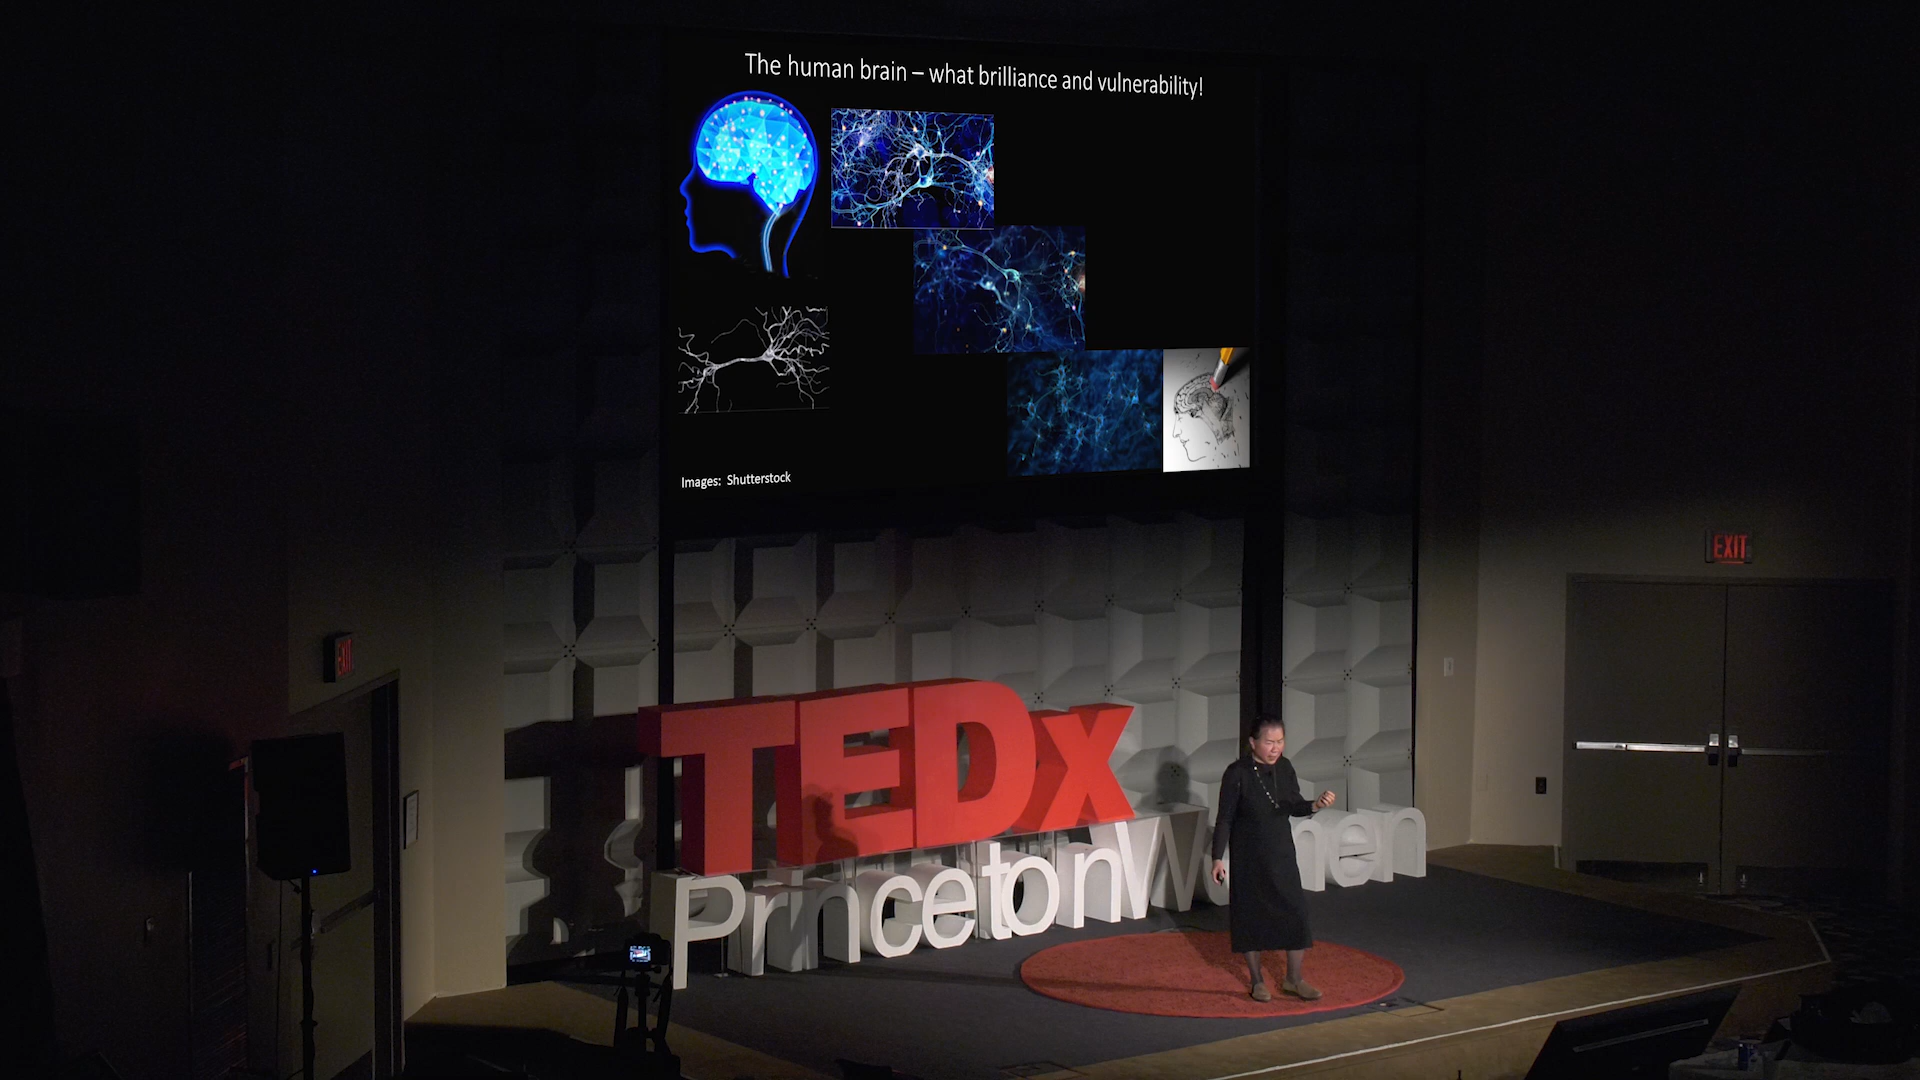 The human brain – what brilliance and vulnerability!
Images: Shutterstock
EXIT
EXIT
TEDx
PrincetonWomen